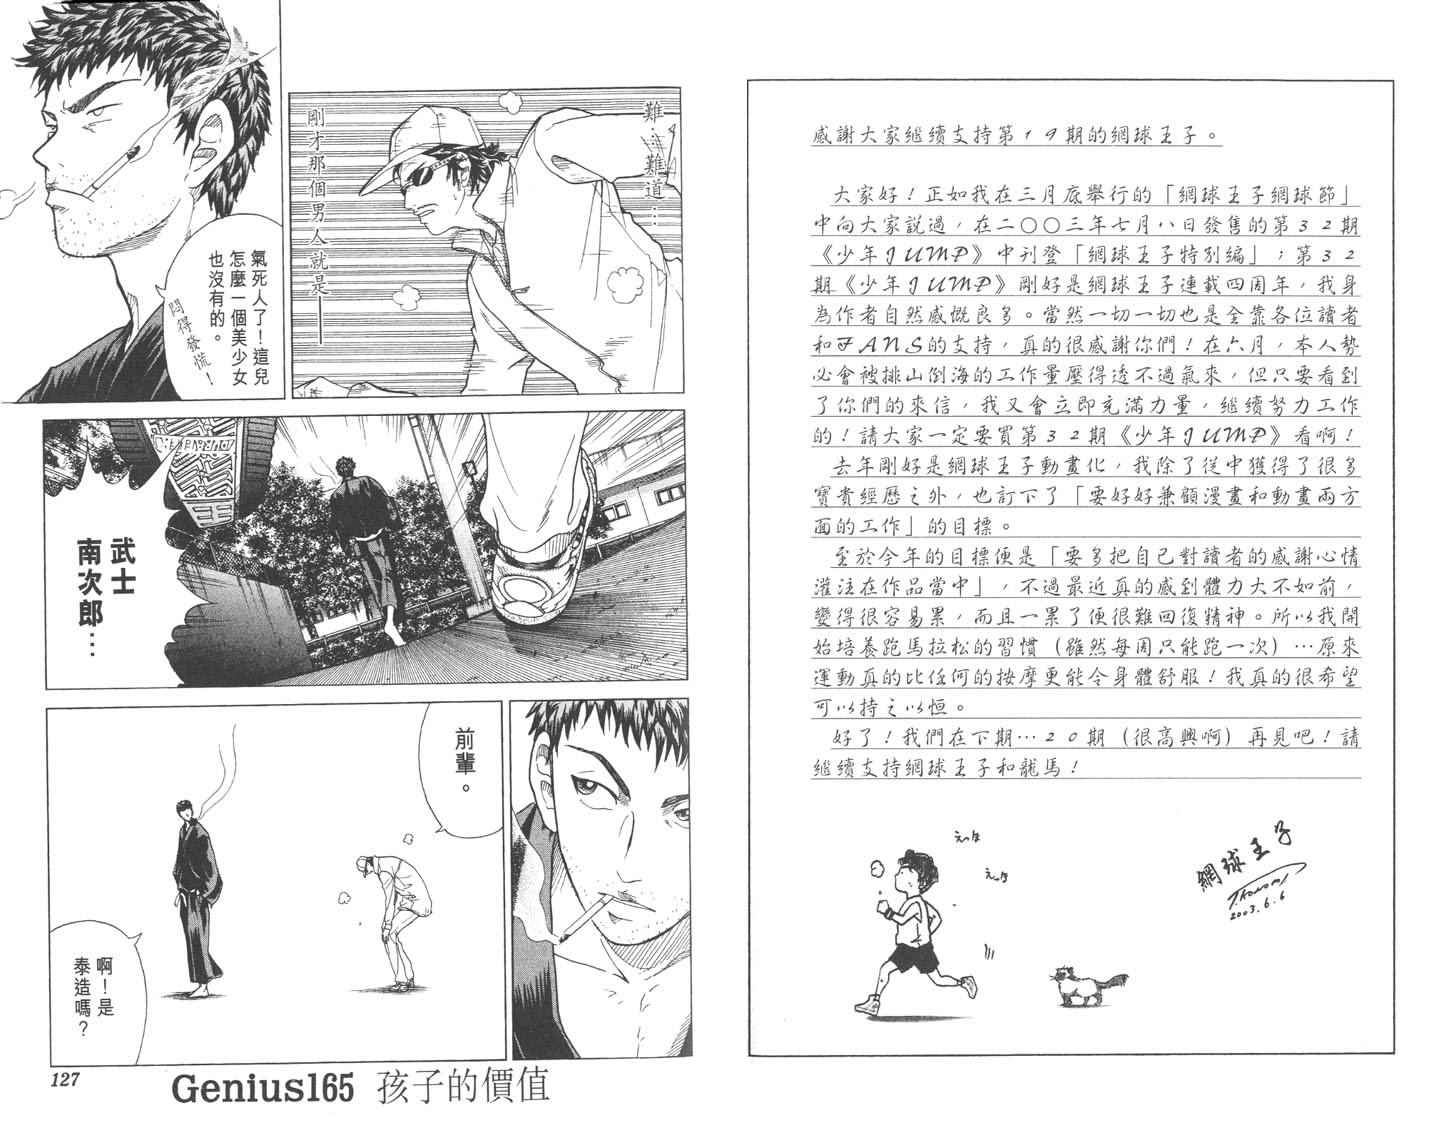 感謝大家繼續支持第19期的網球王子。
大家好！正如我在三月底舉行的「網球王子網球節」
中向大家說過，在二〇〇三年七月八日發售的第32期
《少年JUMP》中刊登「網球王子特別編」；第32
期《少年JUMP》剛好是網球王子連載四周年，我身
為作者自然感慨良多。當然一切一切也是全靠各位讀者
和FANS的支持，真的很感謝你們！在六月，本人勢
必會被排山倒海的工作量壓得透不過氣來，但只要看到
了你們的來信，我又會立即充滿力量，繼續努力工作
的！請大家一定要買第32期《少年JUMP》看啊！
去年剛好是網球王子動畫化，我除了從中獲得了很多
寶貴經歷之外，也訂下了「要好好兼顧漫畫和動畫兩方
面的工作」的目標。
至於今年的目標便是「要多把自己對讀者的感謝心情
灌注在作品當中」，不過最近真的感到體力大不如前，
變得很容易累，而且一累了便很難回復精神。所以我開
始培養跑馬拉松的習慣（雖然每周只能跑一次）…原來
運動真的比任何的按摩更能令身體舒服！我真的很希望
可以持之以恒。
好了！我們在下期…20期（很高興啊）再見吧！請
繼續支持網球王子和龍馬！
えっほ
えっほ
網球王子
T.KONOMI
2003.6.6
難…難道…
剛才那個男人就是——
氣死人了！這兒
怎麼一個美少女
也沒有的。
悶得發慌！
武士
南次郎…
前輩。
啊！是
泰造嗎？
127
Genius165 孩子的價值